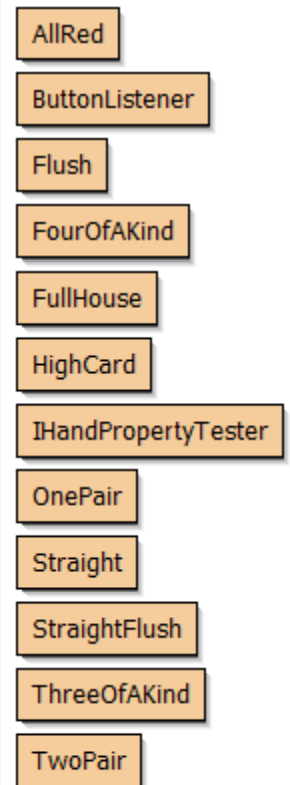 AllRed
ButtonListener
Flush
FourOfAKind
FullHouse
HighCard
IHandPropertyTester
OnePair
Straight
StraightFlush
ThreeOfAKind
TwoPair